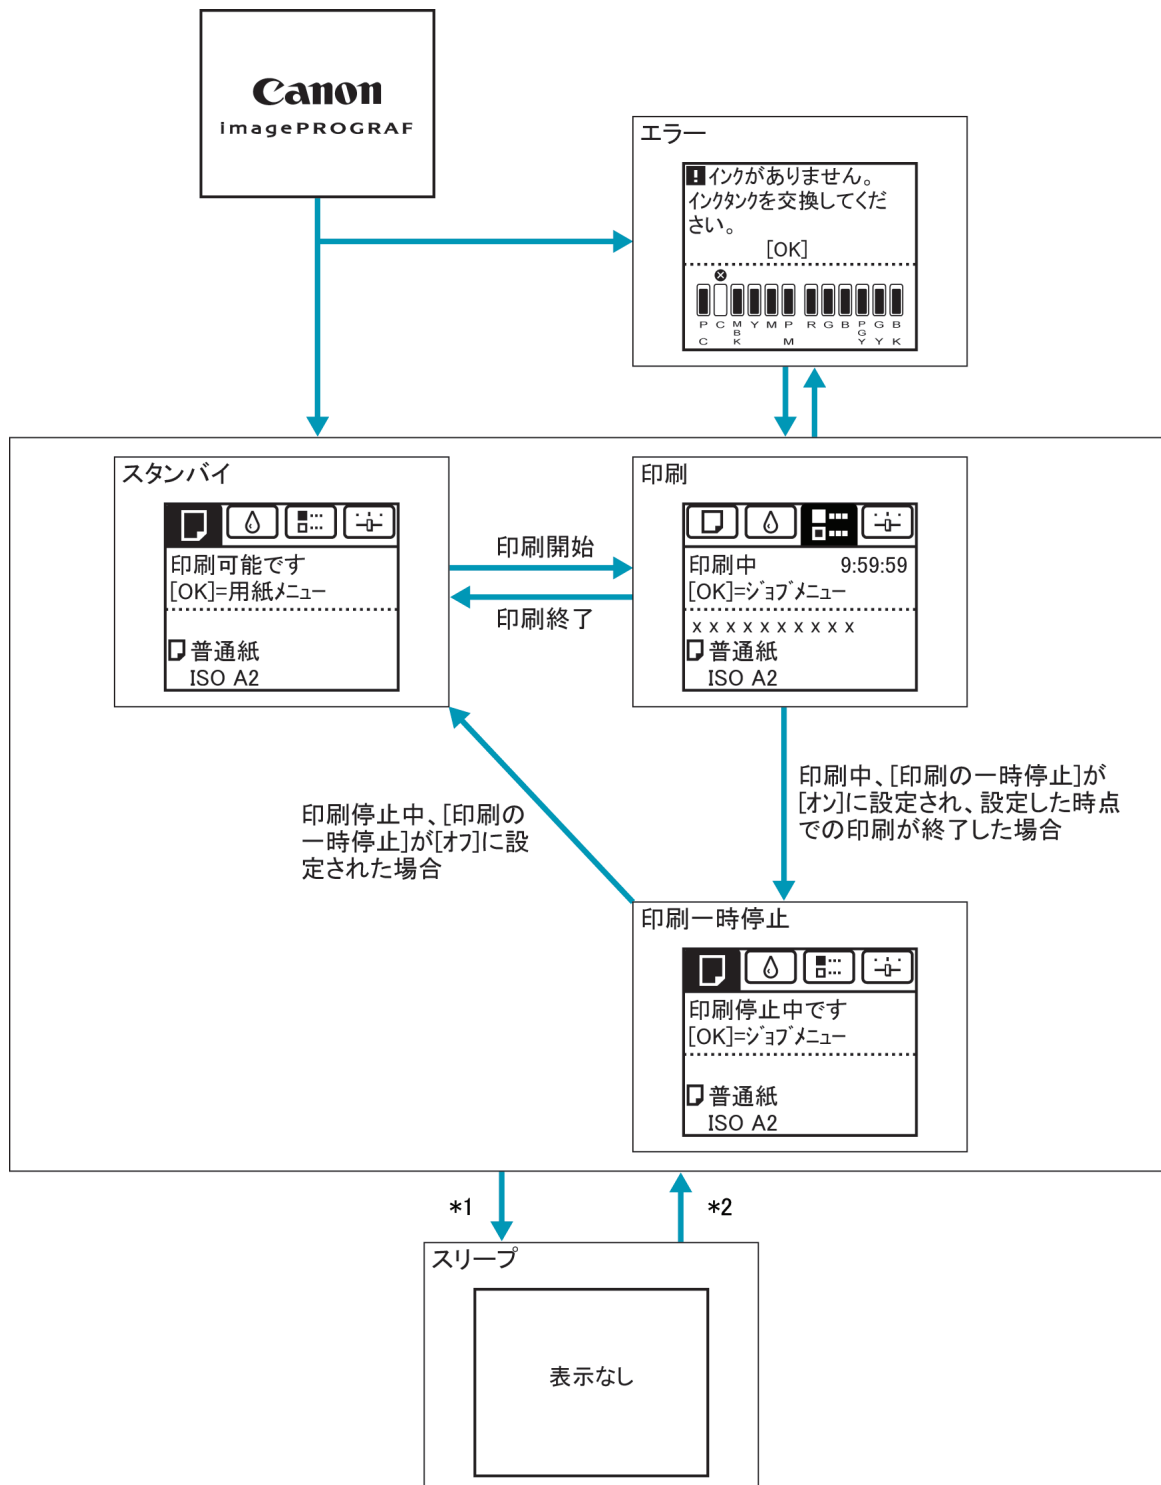 Canon
imagePROGRAF
エラー
インクがありません。
インクタンクを交換してくだ
さい。
[OK]
P C MBK Y M P R G B PGY G B
C M Y K
スタンバイ
印刷可能です
[OK]=用紙メニュー
普通紙
ISO A2
印刷開始
印刷終了
印刷
印刷中 9:59:59
[OK]=ジョブメニュー
x x x x x x x x x x
普通紙
ISO A2
印刷停止中、[印刷の
一時停止]が[オフ]に設
定された場合
印刷中、[印刷の一時停止]が
[オン]に設定され、設定した時点
での印刷が終了した場合
印刷一時停止
印刷停止中です
[OK]=ジョブメニュー
普通紙
ISO A2
*1
*2
スリープ
表示なし